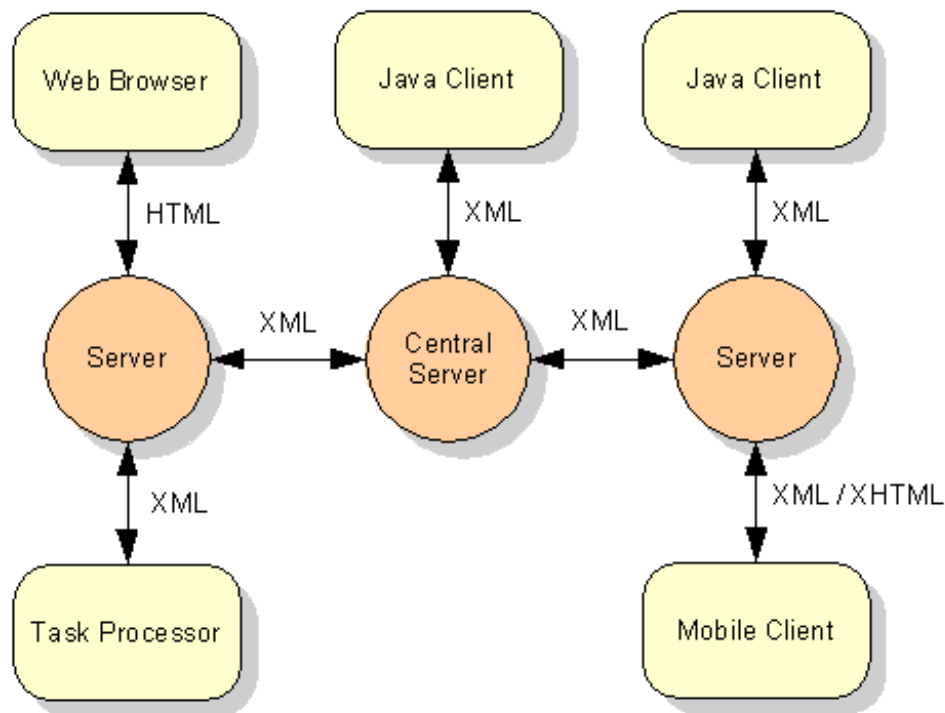 Web Browser
Java Client
Java Client
HTML
XML
XML
XML
XML
Server
Central
Server
Server
XML
XML / XHTML
Task Processor
Mobile Client